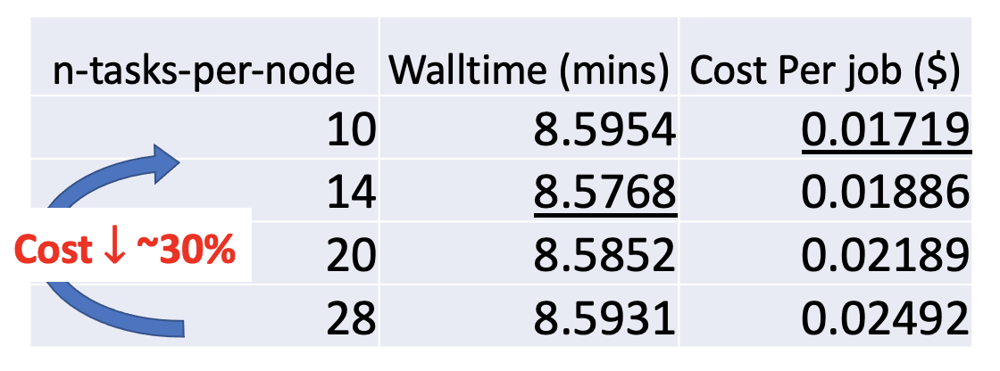 n-tasks-per-node Walltime (mins) Cost Per job ($)
10 8.5954 0.01719
14 8.5768 0.01886
Cost ↓ ~30%
20 8.5852 0.02189
28 8.5931 0.02492